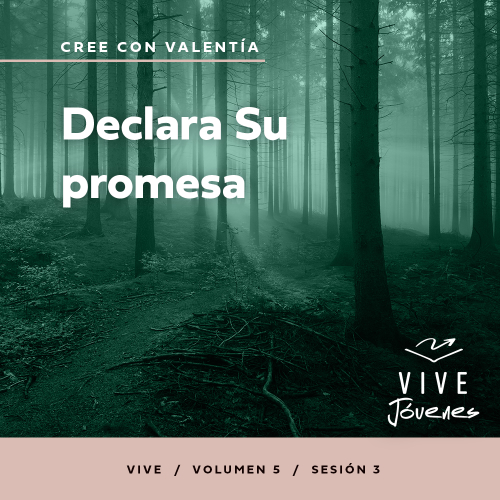 CREE CON VALENTÍA
Declara Su
promesa
VIVE
Jóvenes
VIVE / VOLUMEN 5 / SESIÓN 3